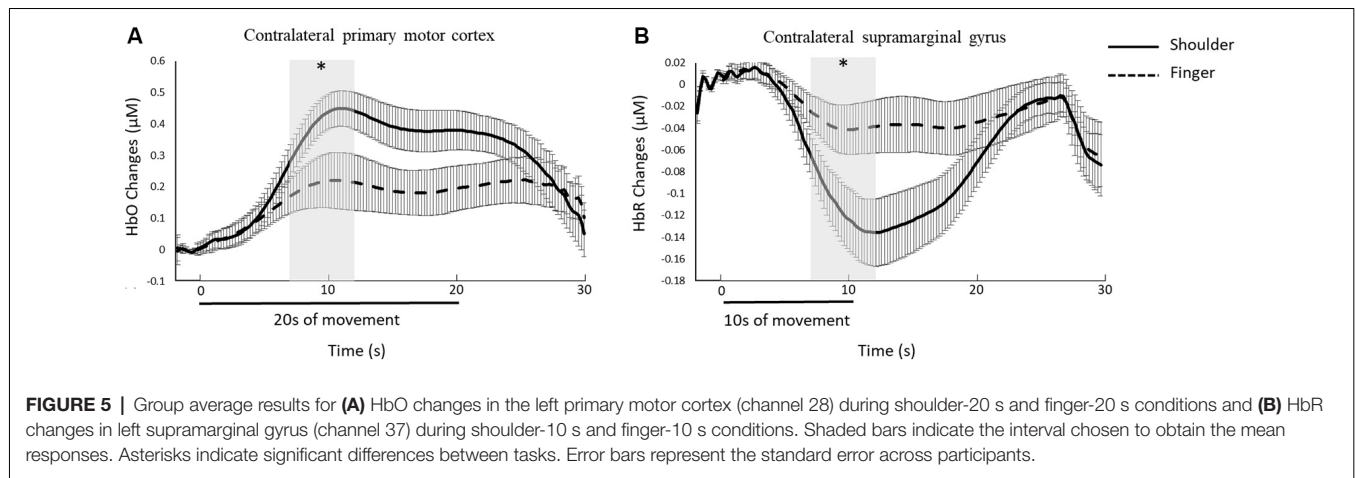 A
Contralateral primary motor cortex
*
HbO Changes (μM)
0.6
0.5
0.4
0.3
0.2
0.1
0
-0.1
0 10 20 30
20s of movement
Time (s)
B
Contralateral supramarginal gyrus
*
HbR Changes (μM)
0.02
0
-0.02
-0.04
-0.06
-0.08
-0.1
-0.12
-0.14
-0.16
-0.18
0 10 20 30
10s of movement
Time (s)
Shoulder
Finger
FIGURE 5 | Group average results for (A) HbO changes in the left primary motor cortex (channel 28) during shoulder-20 s and finger-20 s conditions and (B) HbR
changes in left supramarginal gyrus (channel 37) during shoulder-10 s and finger-10 s conditions. Shaded bars indicate the interval chosen to obtain the mean
responses. Asterisks indicate significant differences between tasks. Error bars represent the standard error across participants.